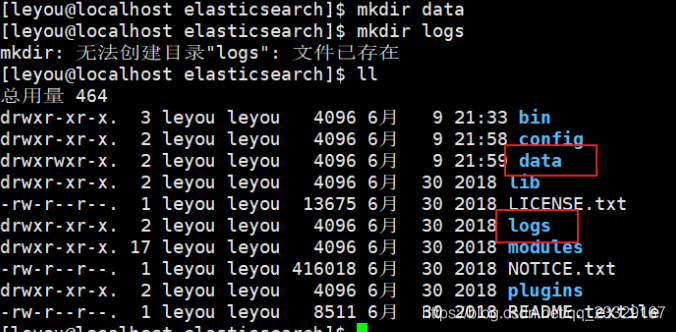 [leyou@localhost elasticsearch]$ mkdir data
[leyou@localhost elasticsearch]$ mkdir logs
mkdir: 无法创建目录"logs": 文件已存在
[leyou@localhost elasticsearch]$ ll
总用量 464
drwxr-xr-x. 3 leyou leyou 4096 6月 9 21:33 bin
drwxr-xr-x. 2 leyou leyou 4096 6月 9 21:58 config
drwxrwxr-x. 2 leyou leyou 4096 6月 9 21:59 data
drwxr-xr-x. 2 leyou leyou 4096 6月 30 2018 lib
-rw-r--r--. 1 leyou leyou 13675 6月 30 2018 LICENSE.txt
drwxr-xr-x. 2 leyou leyou 4096 6月 30 2018 logs
drwxr-xr-x. 17 leyou leyou 4096 6月 30 2018 modules
-rw-r--r--. 1 leyou leyou 416018 6月 30 2018 NOTICE.txt
drwxr-xr-x. 2 leyou leyou 4096 6月 30 2018 plugins
-rw-r--r--. 1 leyou leyou 8511 6月 30 2018 README.textile
[leyou@localhost elasticsearch]$